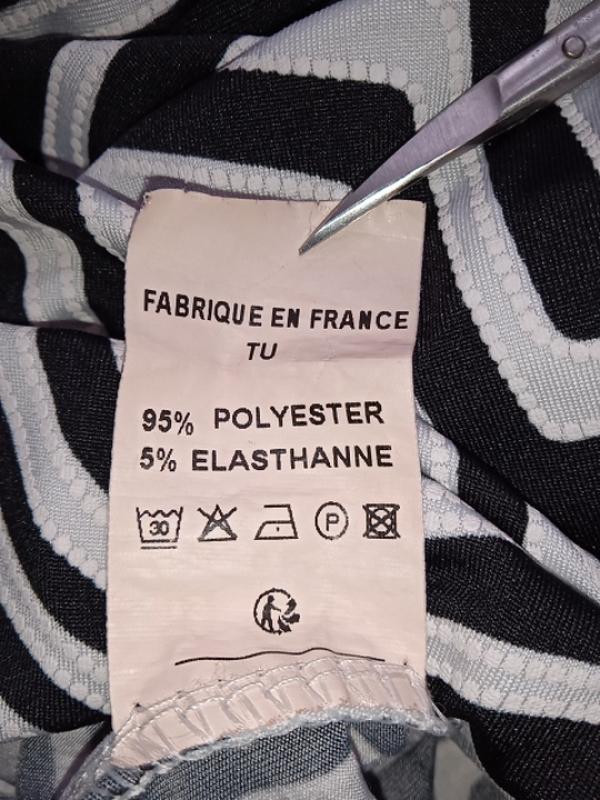 FABRIQUE EN FRANCE
TU
95% POLYESTER
5% ELASTHANNE
30 P